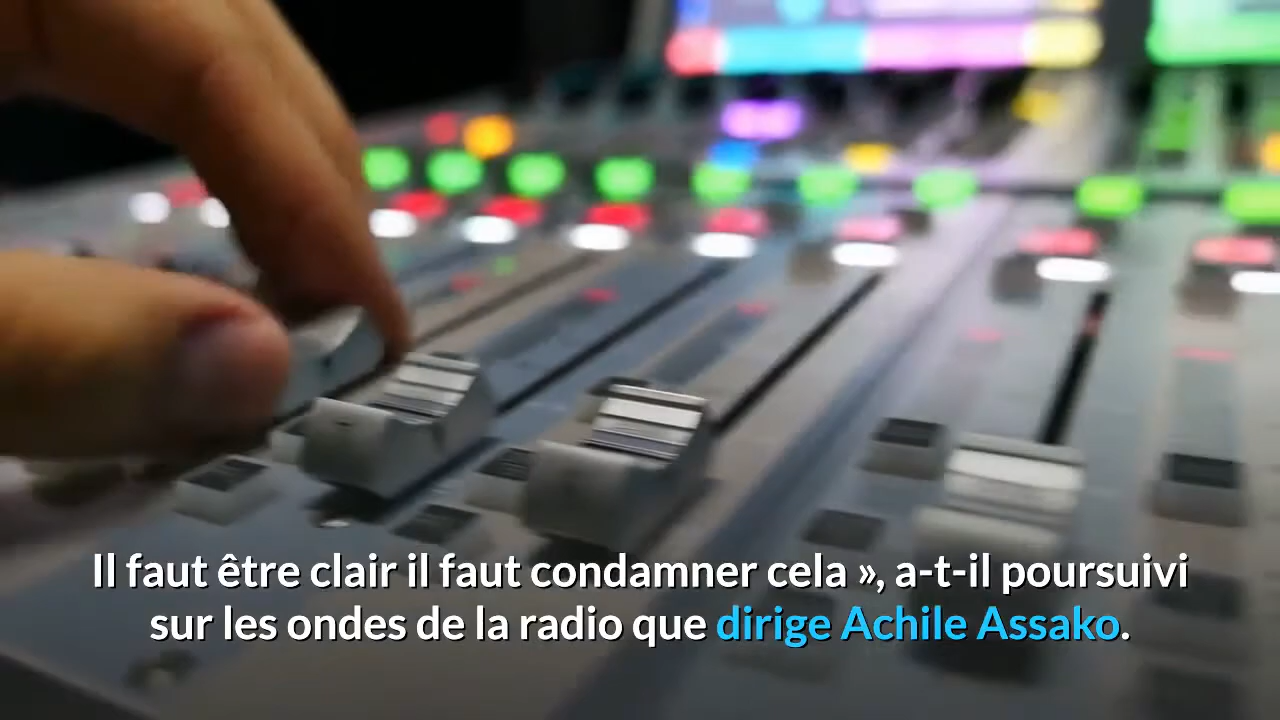 Il faut être clair il faut condamner cela », a-t-il poursuivi
sur les ondes de la radio que dirige Achile Assako.